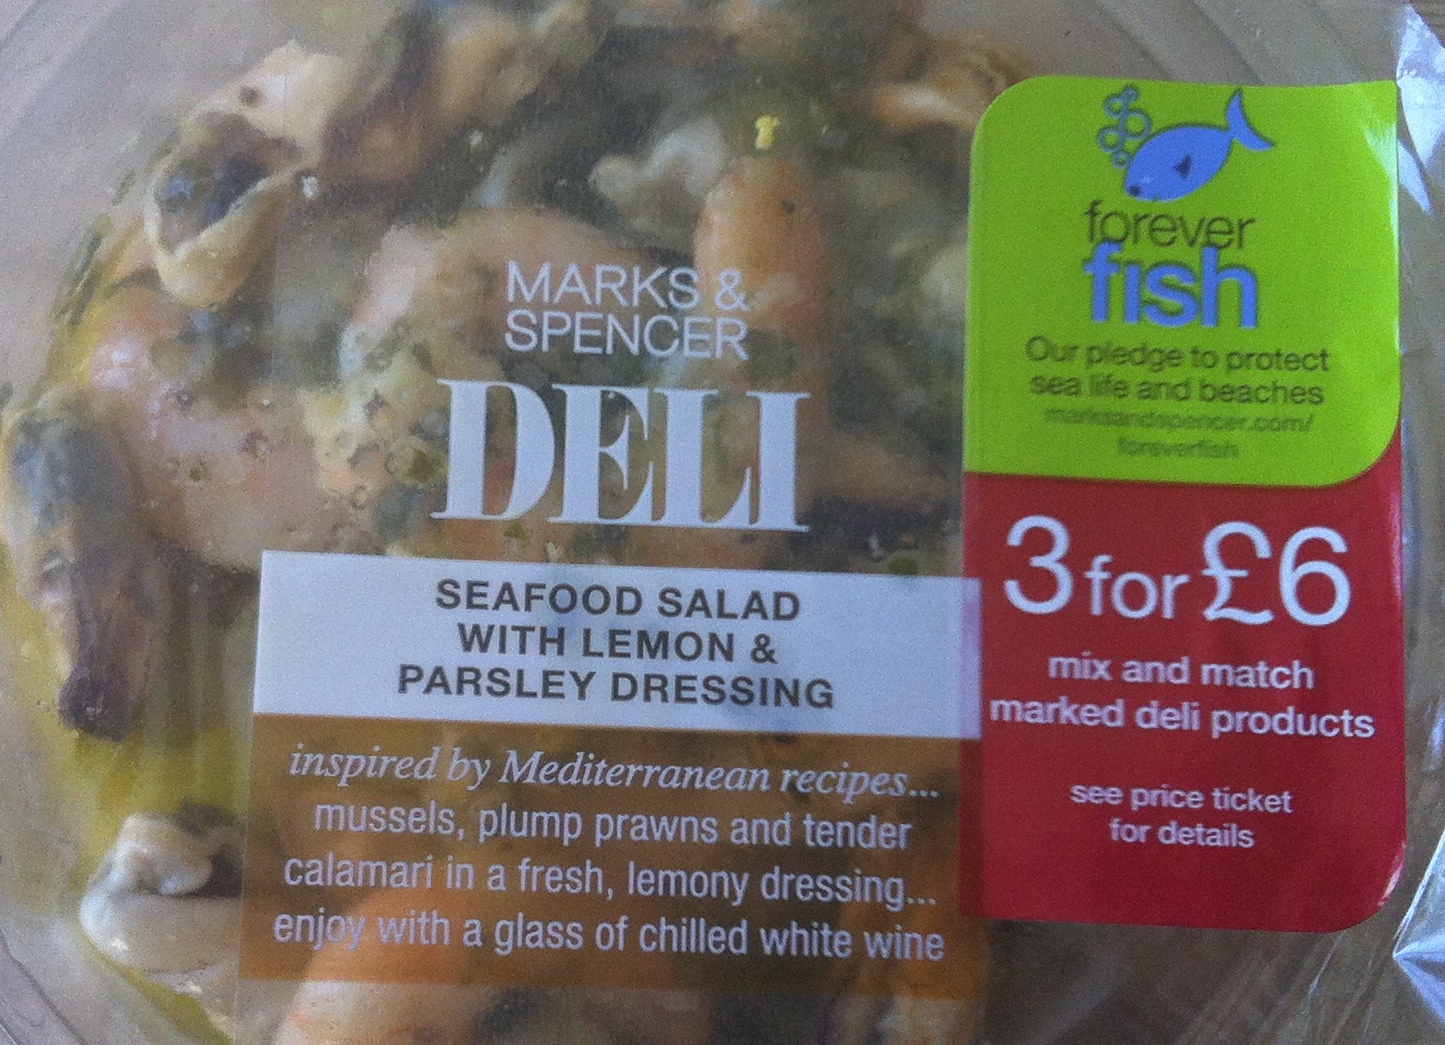 MARKS &
SPENCER
DELI
SEAFOOD SALAD
WITH LEMON &
PARSLEY DRESSING
inspired by Mediterranean recipes...
mussels, plump prawns and tender
calamari in a fresh, lemony dressing...
enjoy with a glass of chilled white wine
forever
fish
Our pledge to protect
sea life and beaches
marksandspencer.com/
foreverfish
3 for £6
mix and match
marked deli products
see price ticket
for details